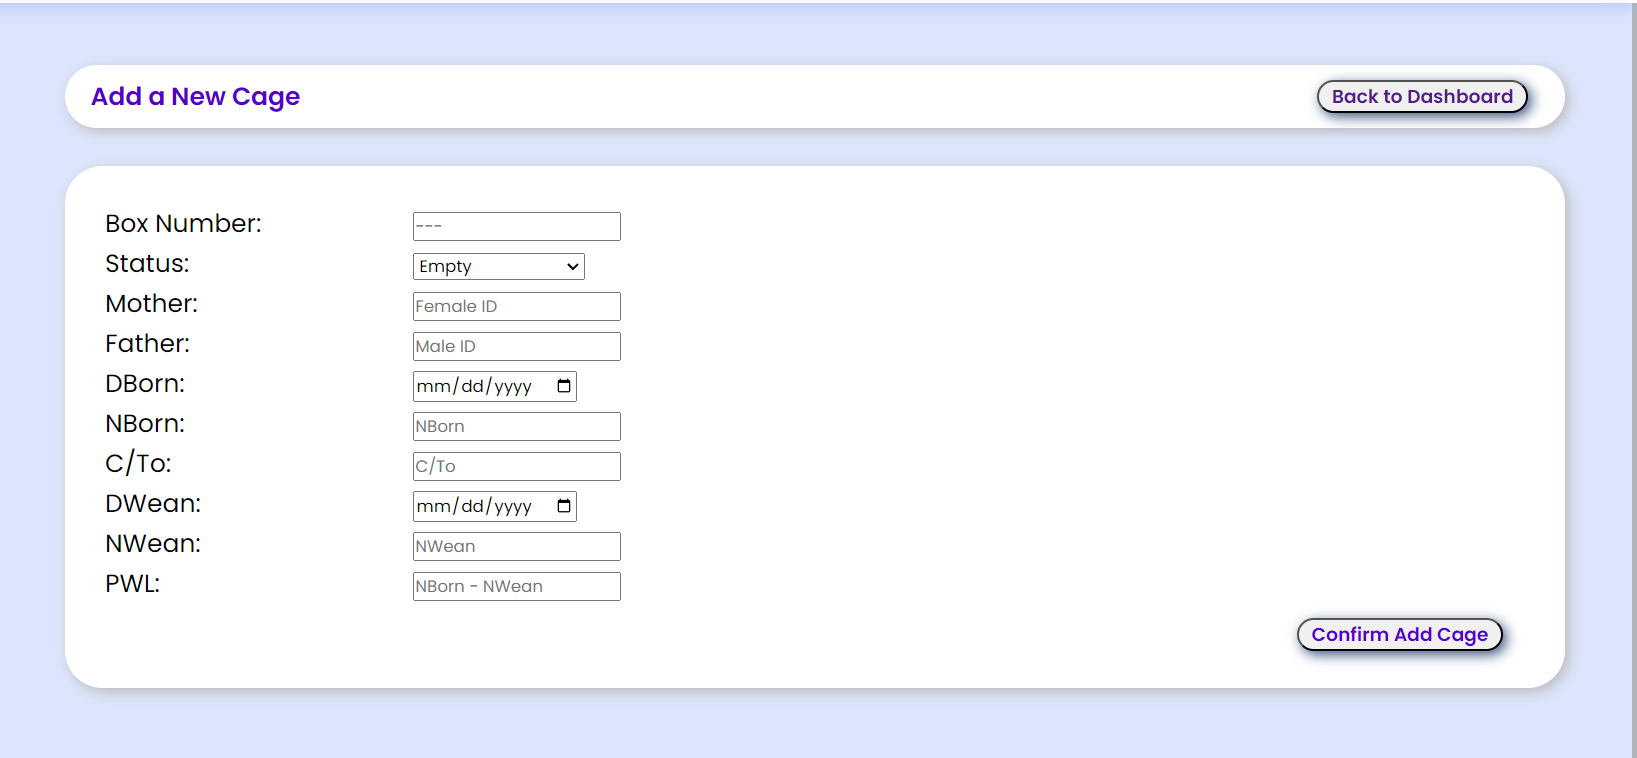 Add a New Cage Back to Dashboard
Box Number: ---
Status: Empty
Mother: Female ID
Father: Male ID
DBorn: mm/dd/yyyy
NBorn: NBorn
C/To: C/To
DWean: mm/dd/yyyy
NWean: NWean
PWL: NBorn - NWean
Confirm Add Cage